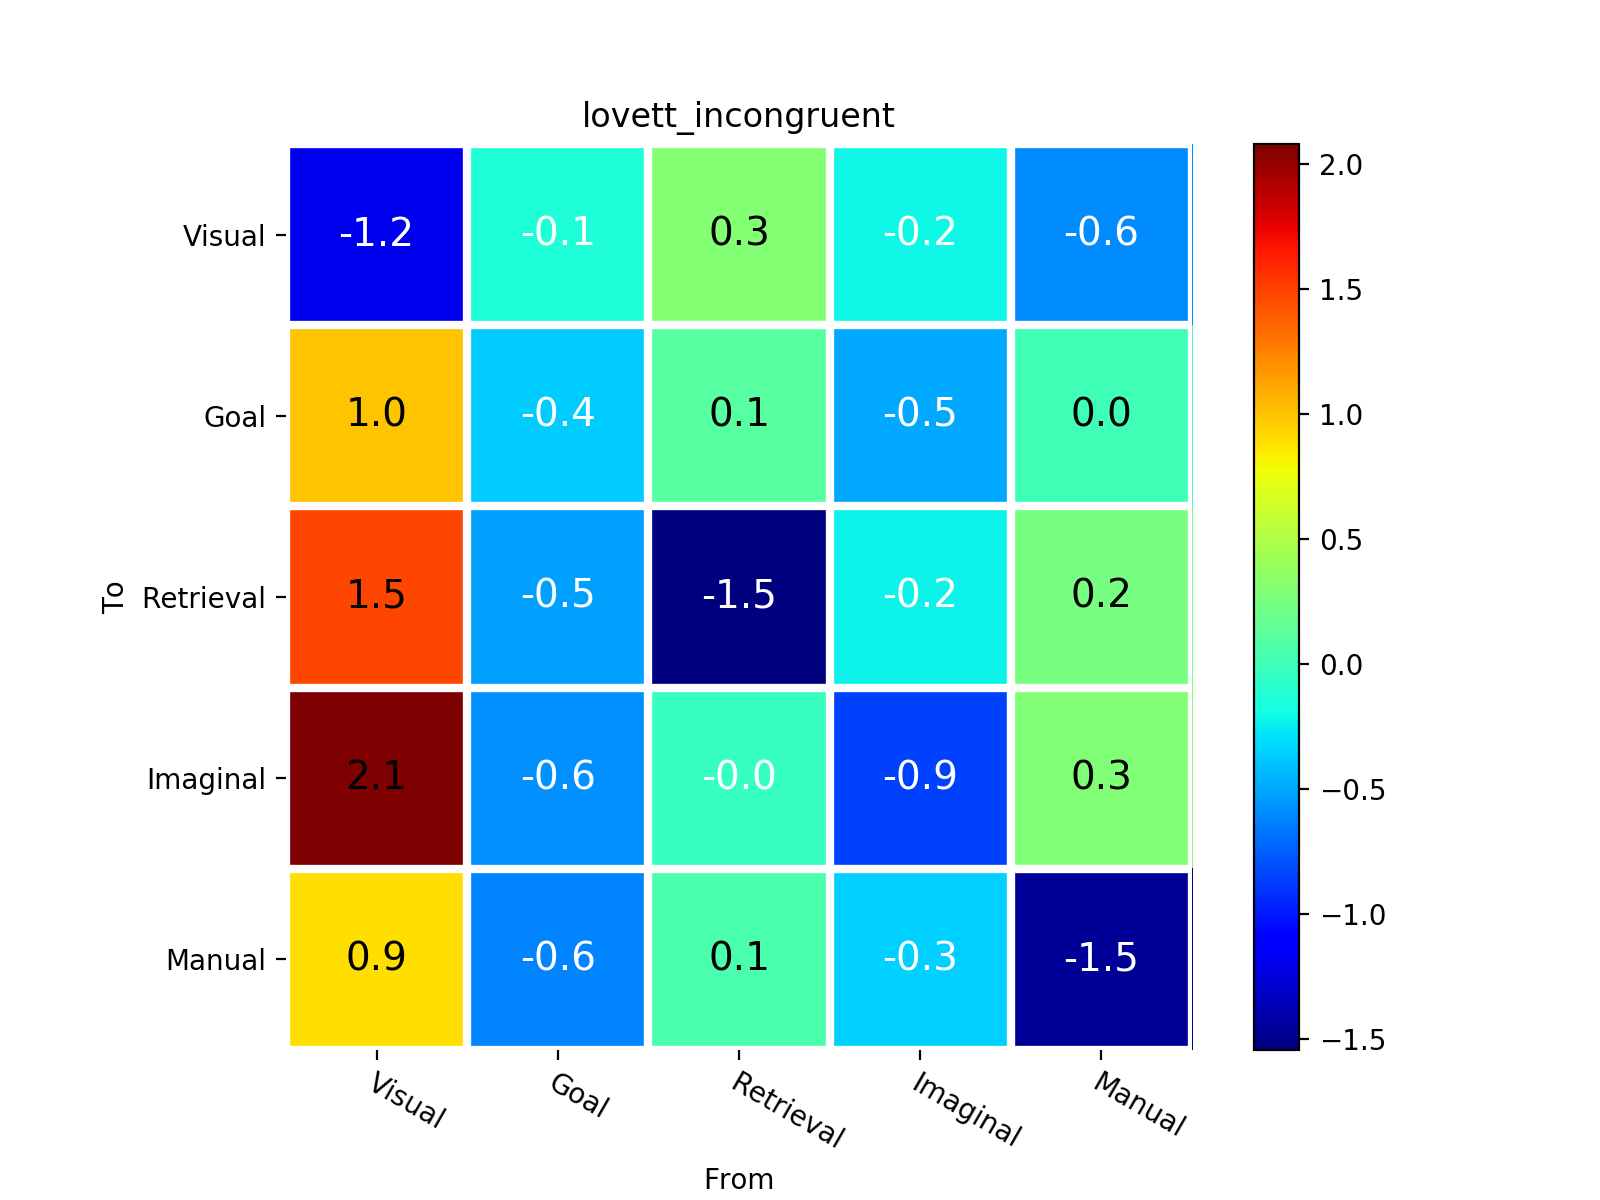 lovett_incongruent
Visual -1.2 -0.1 0.3 -0.2 -0.6
Goal 1.0 -0.4 0.1 -0.5 0.0
Retrieval 1.5 -0.5 -1.5 -0.2 0.2
Imaginal 2.1 -0.6 -0.0 -0.9 0.3
Manual 0.9 -0.6 0.1 -0.3 -1.5
To
Visual Goal Retrieval Imaginal Manual
From
2.0
1.5
1.0
0.5
0.0
−0.5
−1.0
−1.5